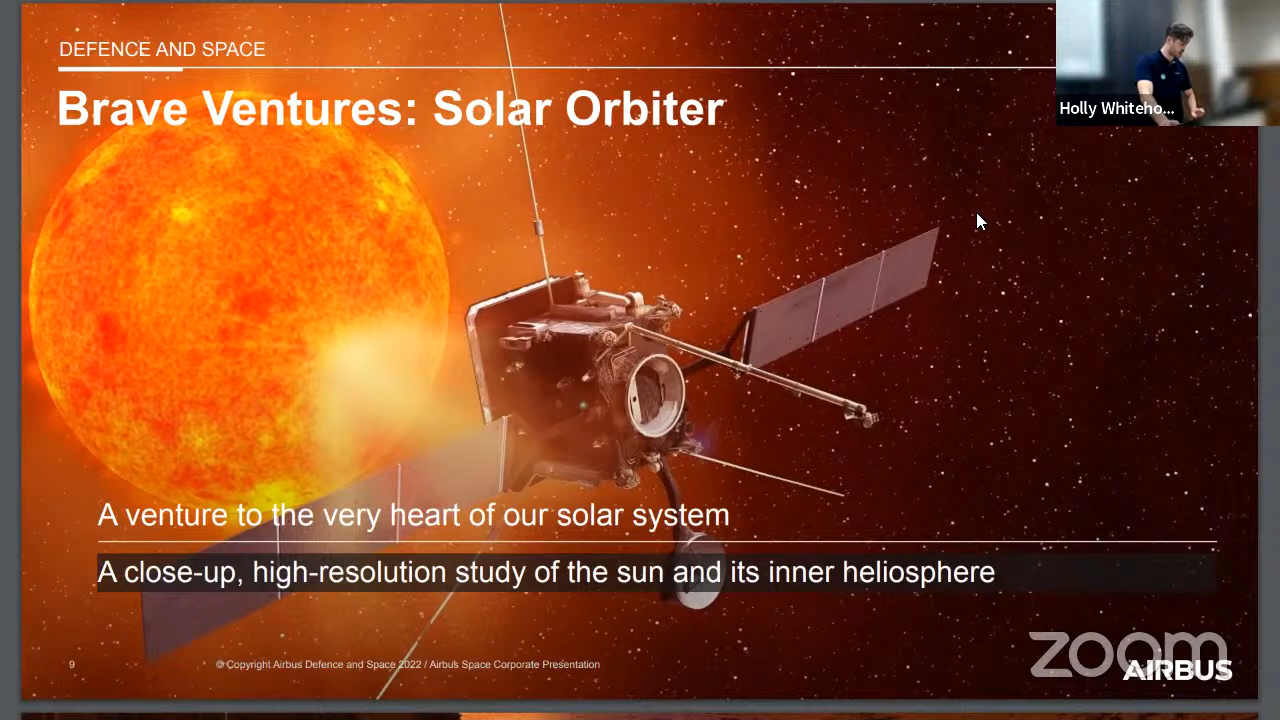 DEFENCE AND SPACE
Brave Ventures: Solar Orbiter
Holly Whiteho...
A venture to the very heart of our solar system
A close-up, high-resolution study of the sun and its inner heliosphere
9
@ Copyright Airbus Defence and Space 2022 / Airbus Space Corporate Presentation
zoom
AIRBUS